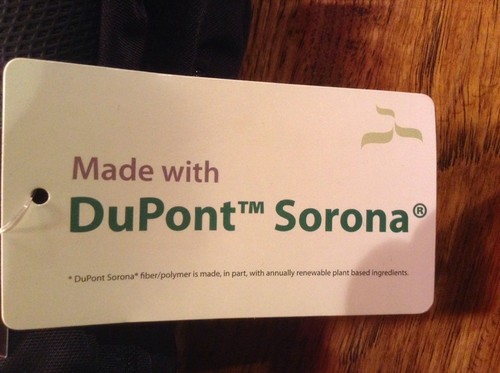 Made with
DuPont™ Sorona®
* DuPont Sorona® fiber/polymer is made, in part, with annually renewable plant based ingredients.